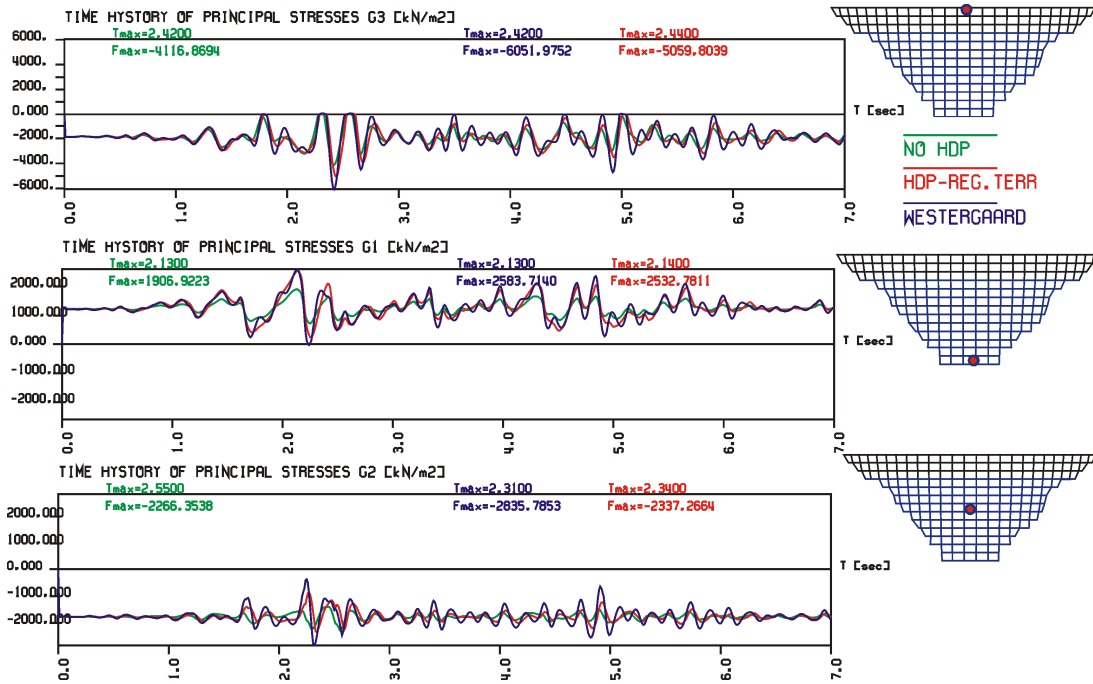 TIME HYSTORY OF PRINCIPAL STRESSES G3 [kN/m2]
Tmax=2.4200 Tmax=2.4200 Tmax=2.4400
Fmax=-4116.8694 Fmax=-6051.9752 Fmax=-5059.8039
6000.
4000.
2000.
0.000
-2000.
-4000.
-6000.
T [sec]
0.0 1.0 2.0 3.0 4.0 5.0 6.0 7.0
NO HDP
HDP-REG.TERR
WESTERGAARD
TIME HYSTORY OF PRINCIPAL STRESSES G1 [kN/m2]
Tmax=2.1300 Tmax=2.1300 Tmax=2.1400
Fmax=1906.9223 Fmax=2583.7140 Fmax=2532.7811
2000.000
1000.000
0.000
-1000.000
-2000.000
T [sec]
0.0 1.0 2.0 3.0 4.0 5.0 6.0 7.0
TIME HYSTORY OF PRINCIPAL STRESSES G2 [kN/m2]
Tmax=2.5500 Tmax=2.3100 Tmax=2.3400
Fmax=-2266.3538 Fmax=-2835.7853 Fmax=-2337.2664
2000.000
1000.000
0.000
-1000.000
-2000.000
T [sec]
0.0 1.0 2.0 3.0 4.0 5.0 6.0 7.0